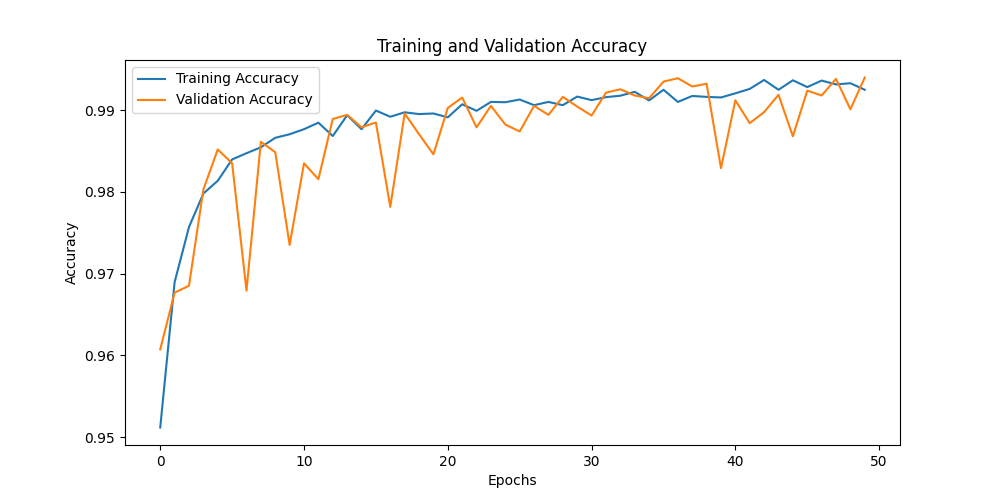 Training and Validation Accuracy
Training Accuracy
Validation Accuracy
0.99
0.98
0.97
0.96
0.95
Accuracy
0 10 20 30 40 50
Epochs